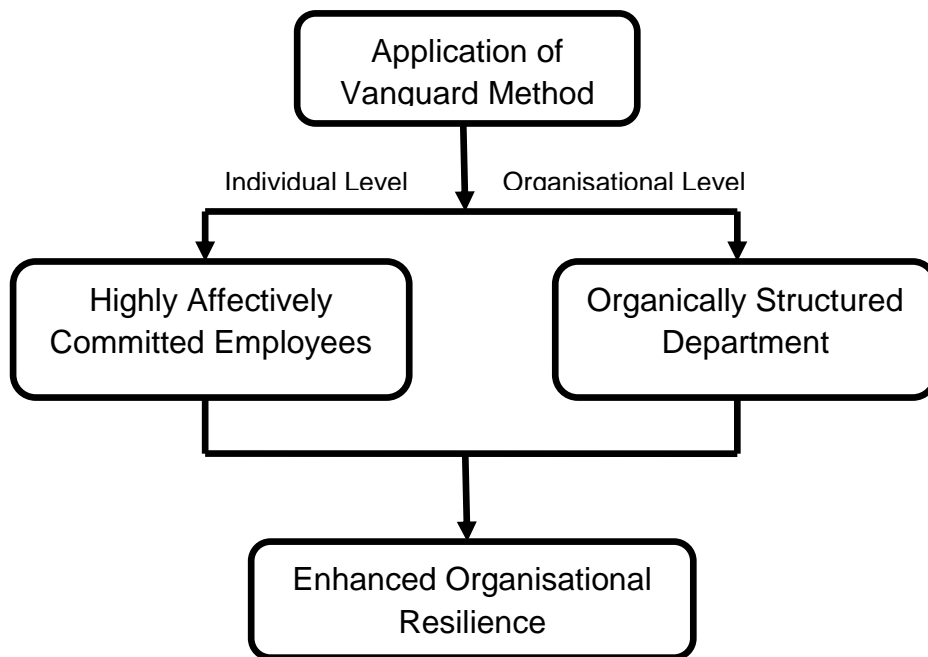 Application of
Vanguard Method
Individual Level
Organisational Level
Highly Affectively
Committed Employees
Organically Structured
Department
Enhanced Organisational
Resilience